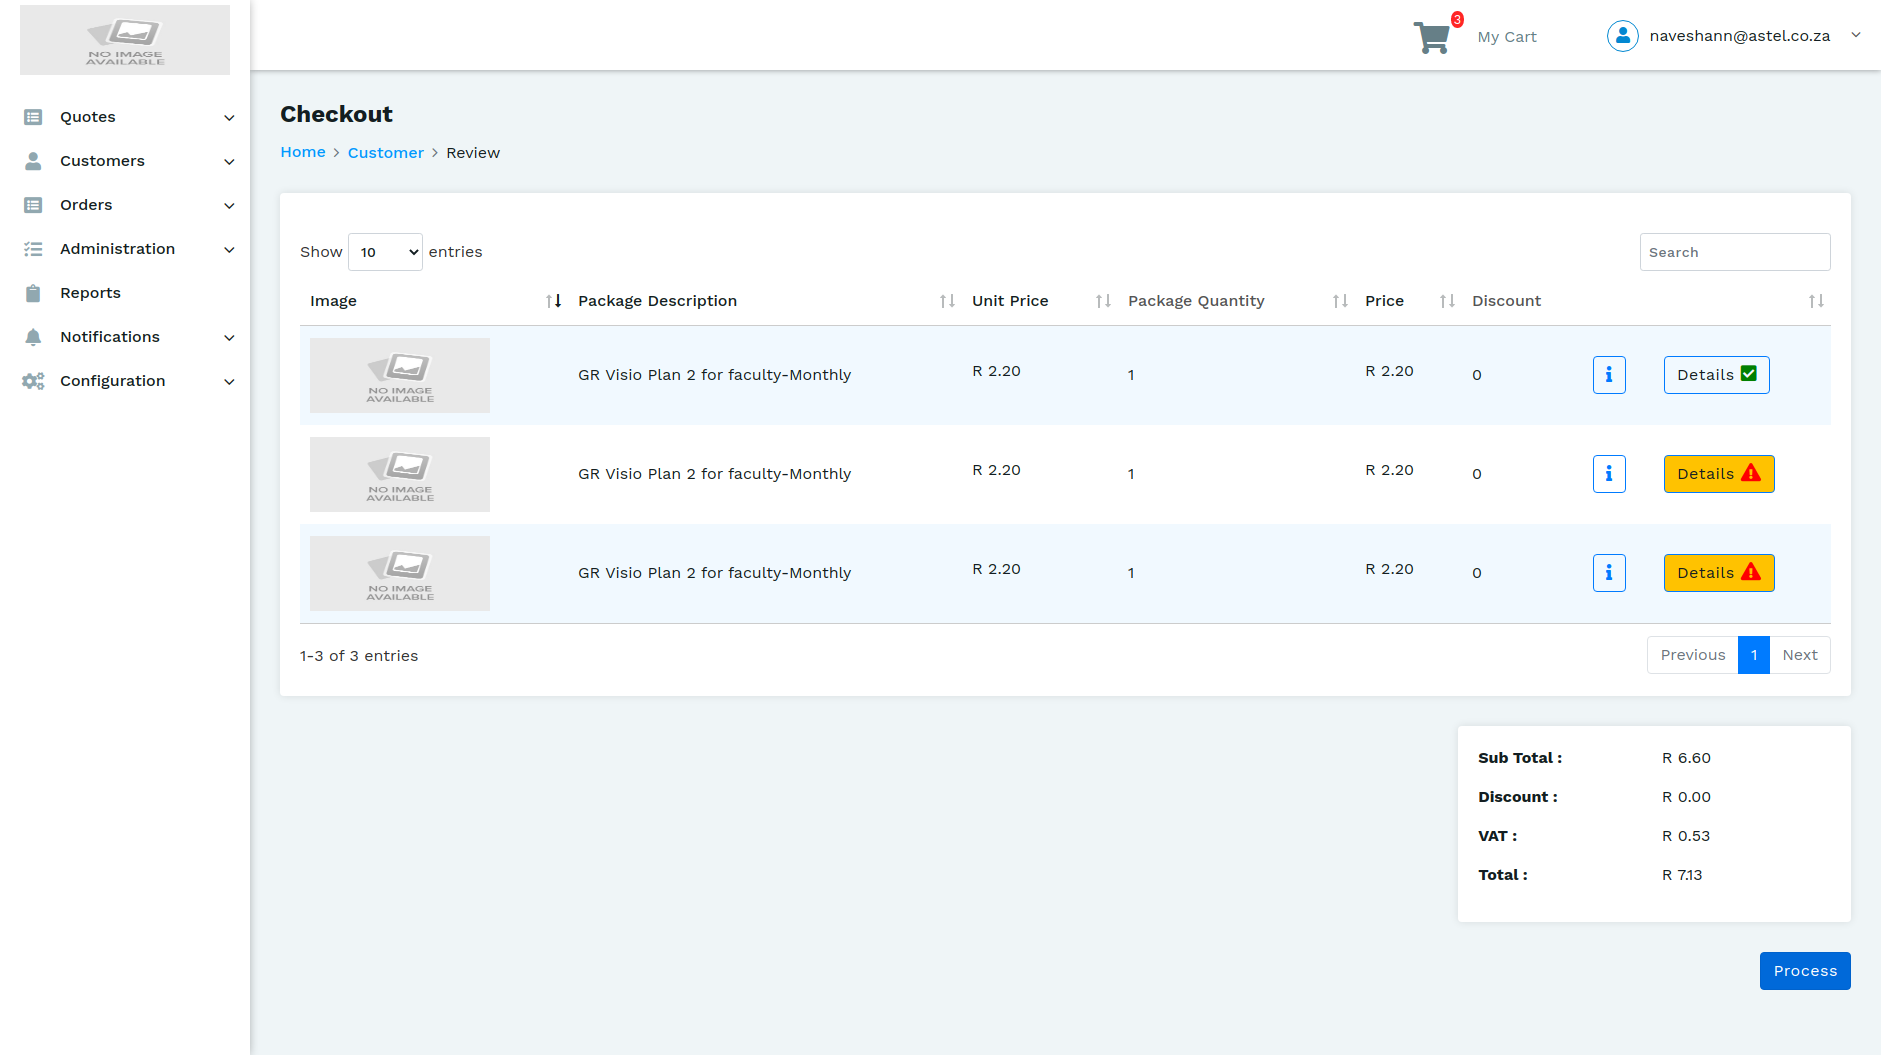 NO IMAGE
AVAILABLE
3
My Cart
naveshann@astel.co.za
Quotes
Customers
Orders
Administration
Reports
Notifications
Configuration
Checkout
Home > Customer > Review
Show 10 entries
Search
Image Package Description Unit Price Package Quantity Price Discount
NO IMAGE
AVAILABLE
GR Visio Plan 2 for faculty-Monthly R 2.20 1 R 2.20 0 i Details
NO IMAGE
AVAILABLE
GR Visio Plan 2 for faculty-Monthly R 2.20 1 R 2.20 0 i Details
NO IMAGE
AVAILABLE
GR Visio Plan 2 for faculty-Monthly R 2.20 1 R 2.20 0 i Details
1-3 of 3 entries
Previous 1 Next
Sub Total : R 6.60
Discount : R 0.00
VAT : R 0.53
Total : R 7.13
Process